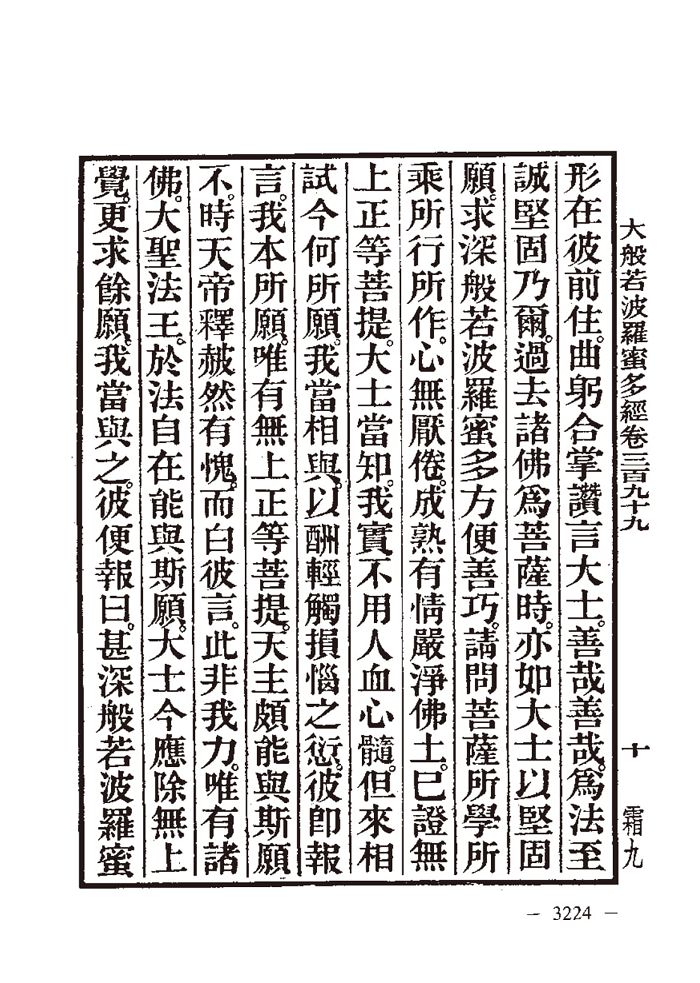 大般若波羅蜜多經卷三百九十九 十 霜九
形在彼前住。曲躬合掌讚言大士。善哉善哉。爲法至
誠堅固乃爾。過去諸佛爲菩薩時。亦如大士以堅固
願。求深般若波羅蜜多方便善巧。請問菩薩所學所
乘所行所作。心無厭倦。成熟有情嚴淨佛土。已證無
上正等菩提。大士當知。我實不用人血心髓。但來相
試今何所願。我當相與。以酬輕觸損惱之愆。彼卽報
言。我本所願。唯有無上正等菩提。天主頗能與斯願
不。時天帝釋赧然有愧。而白彼言。此非我力。唯有諸
佛。大聖法王。於法自在能與斯願。大士今應除無上
覺。更求餘願。我當與之。彼便報曰。甚深般若波羅蜜
— 3224 —